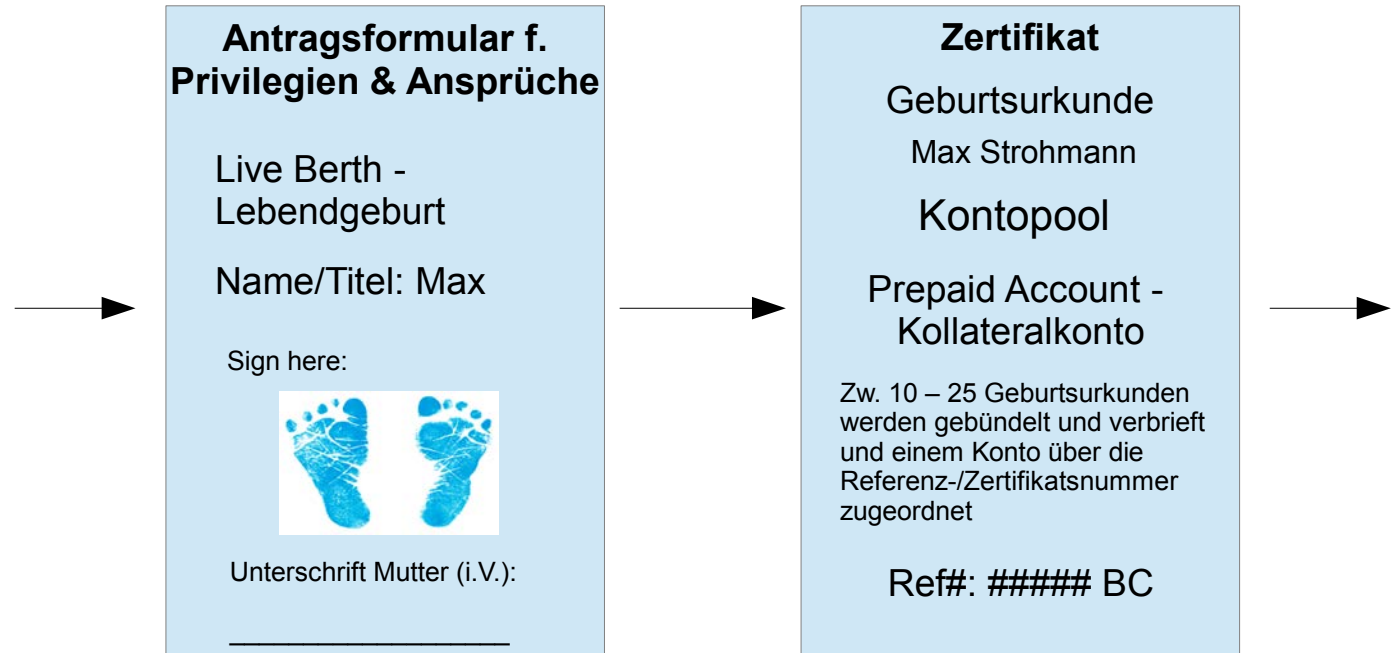 Antragsformular f.
Privilegien & Ansprüche
Live Berth -
Lebendgeburt
Name/Titel: Max
Sign here:
Unterschrift Mutter (i.V.):
Zertifikat
Geburtsurkunde
Max Strohmann
Kontopool
Prepaid Account -
Kollateralkonto
Zw. 10 – 25 Geburtsurkunden
werden gebündelt und verbrieft
und einem Konto über die
Referenz-/Zertifikatsnummer
zugeordnet
Ref#: ##### BC